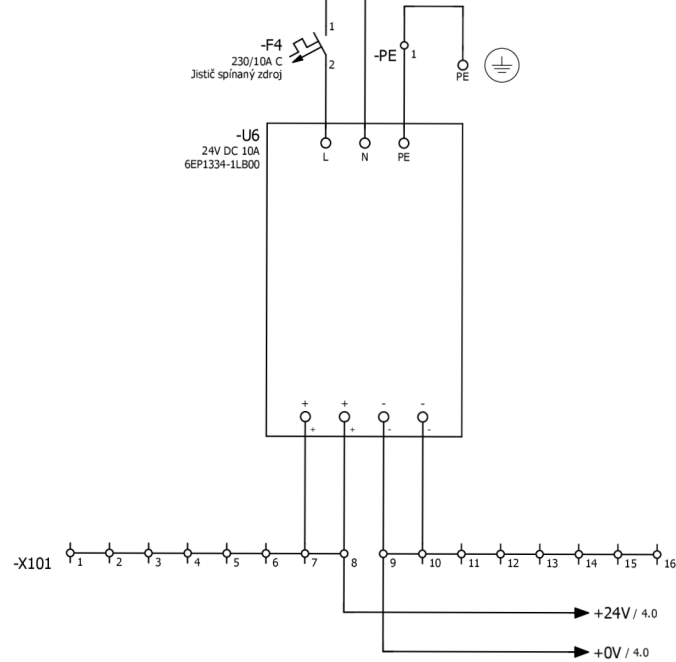 1
-F4
230/10A C
Jistič spínaný zdroj
2
-PE
1
PE
-U6
24V DC 10A
6EP1334-1LB00
L
N
PE
+
+
-
-
+
+
-
-
-X101
1
2
3
4
5
6
7
8
9
10
11
12
13
14
15
16
+24V / 4.0
+0V / 4.0